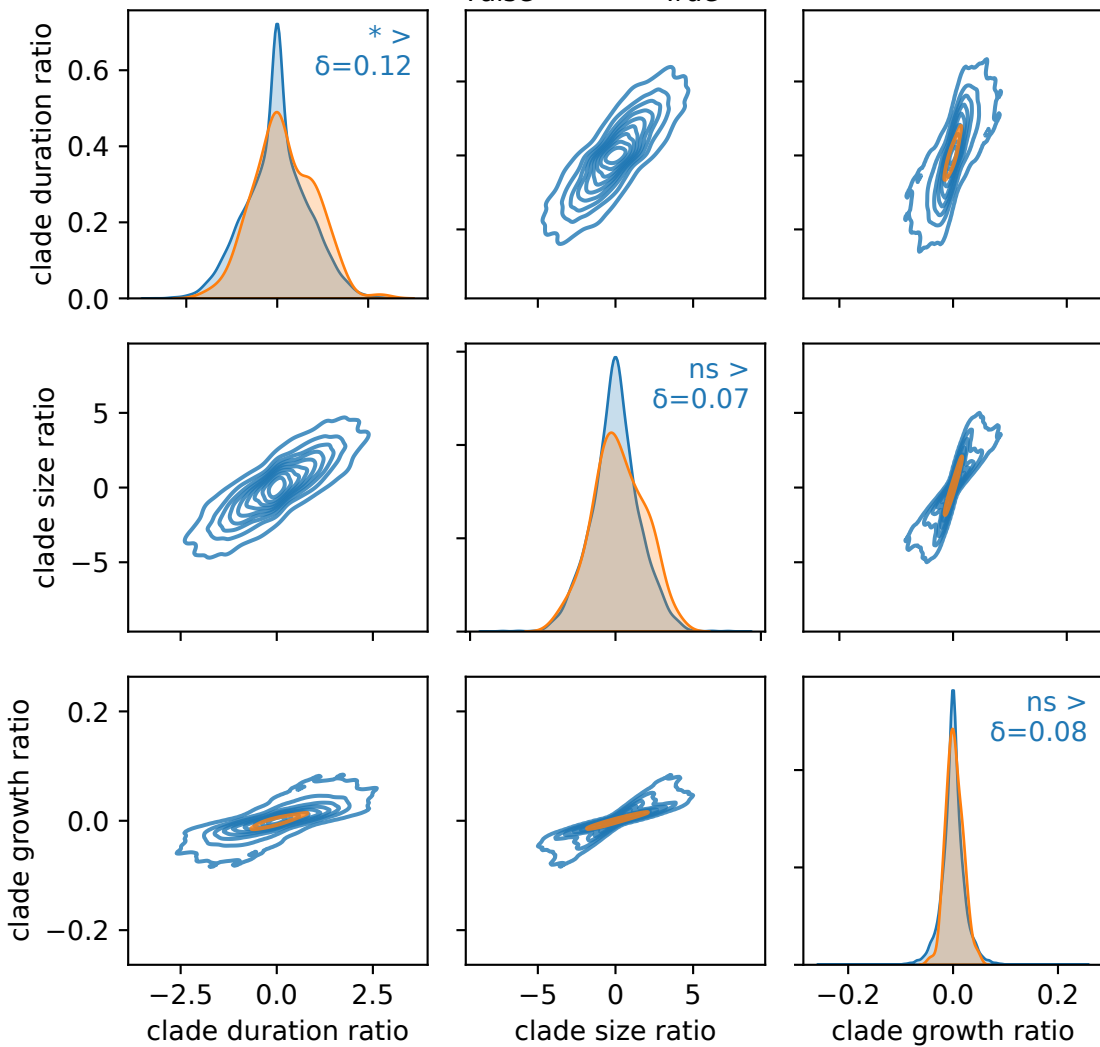 clade duration ratio
0.6
0.4
0.2
0.0
* >
δ=0.12
clade size ratio
5
0
−5
ns >
δ=0.07
clade growth ratio
0.2
0.0
−0.2
ns >
δ=0.08
−2.5 0.0 2.5
−5 0 5
−0.2 0.0 0.2
clade duration ratio
clade size ratio
clade growth ratio